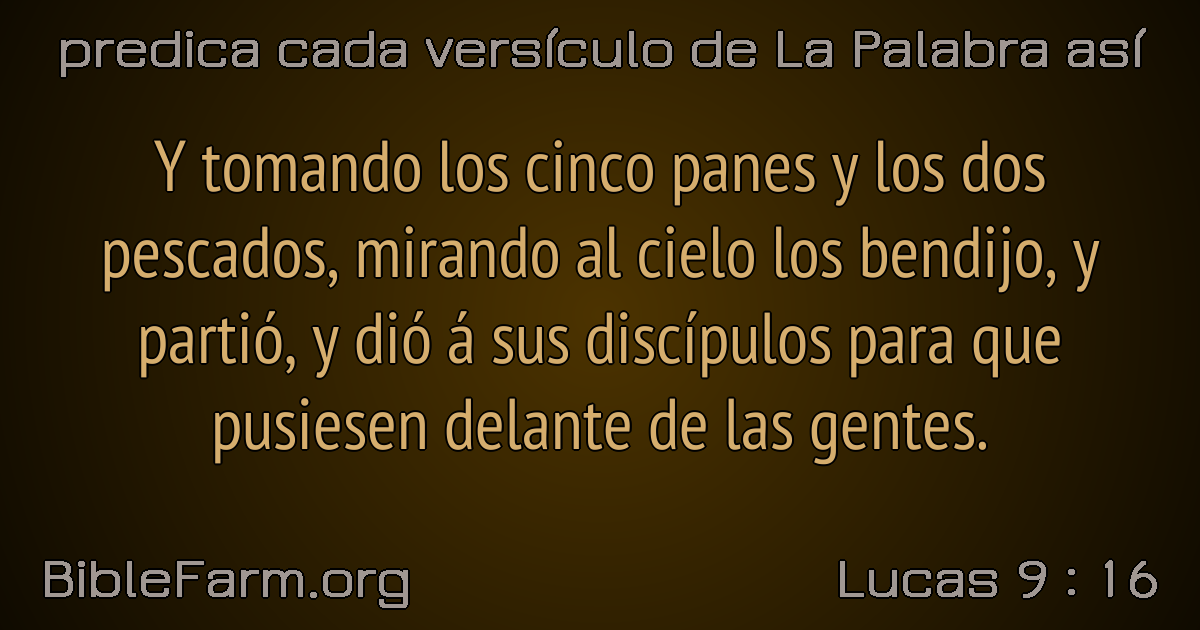 predica cada versículo de La Palabra así
Y tomando los cinco panes y los dos
pescados, mirando al cielo los bendijo, y
partió, y dió á sus discípulos para que
pusiesen delante de las gentes.
BibleFarm.org
Lucas 9 : 16